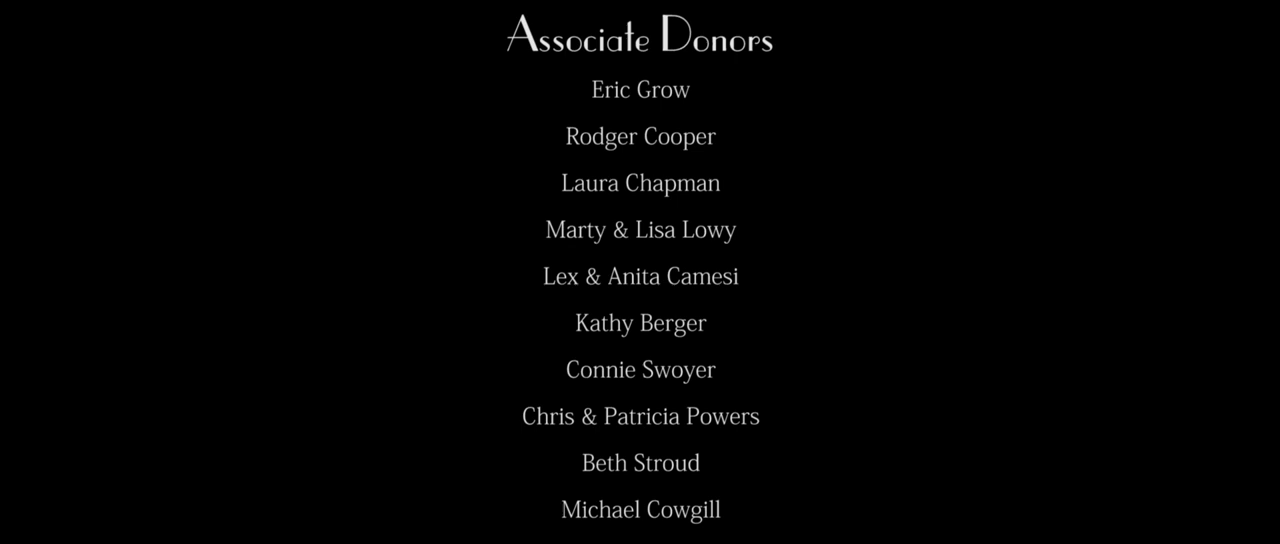 Associate Donors
Eric Grow
Rodger Cooper
Laura Chapman
Marty & Lisa Lowy
Lex & Anita Camesi
Kathy Berger
Connie Swoyer
Chris & Patricia Powers
Beth Stroud
Michael Cowgill